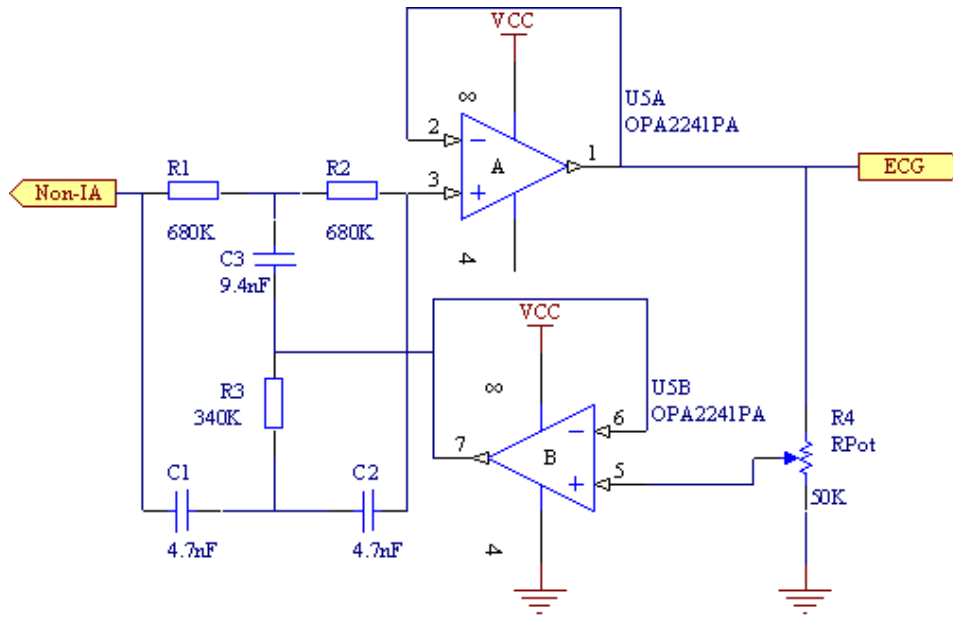 VCC
∞
U5A
OPA2241PA
2
−
A
1
3
+
4
Non-IA
R1
680K
R2
680K
ECG
C3
9.4nF
VCC
∞
U5B
OPA2241PA
6
−
7
B
5
+
4
R3
340K
R4
RPot
50K
C1
4.7nF
C2
4.7nF